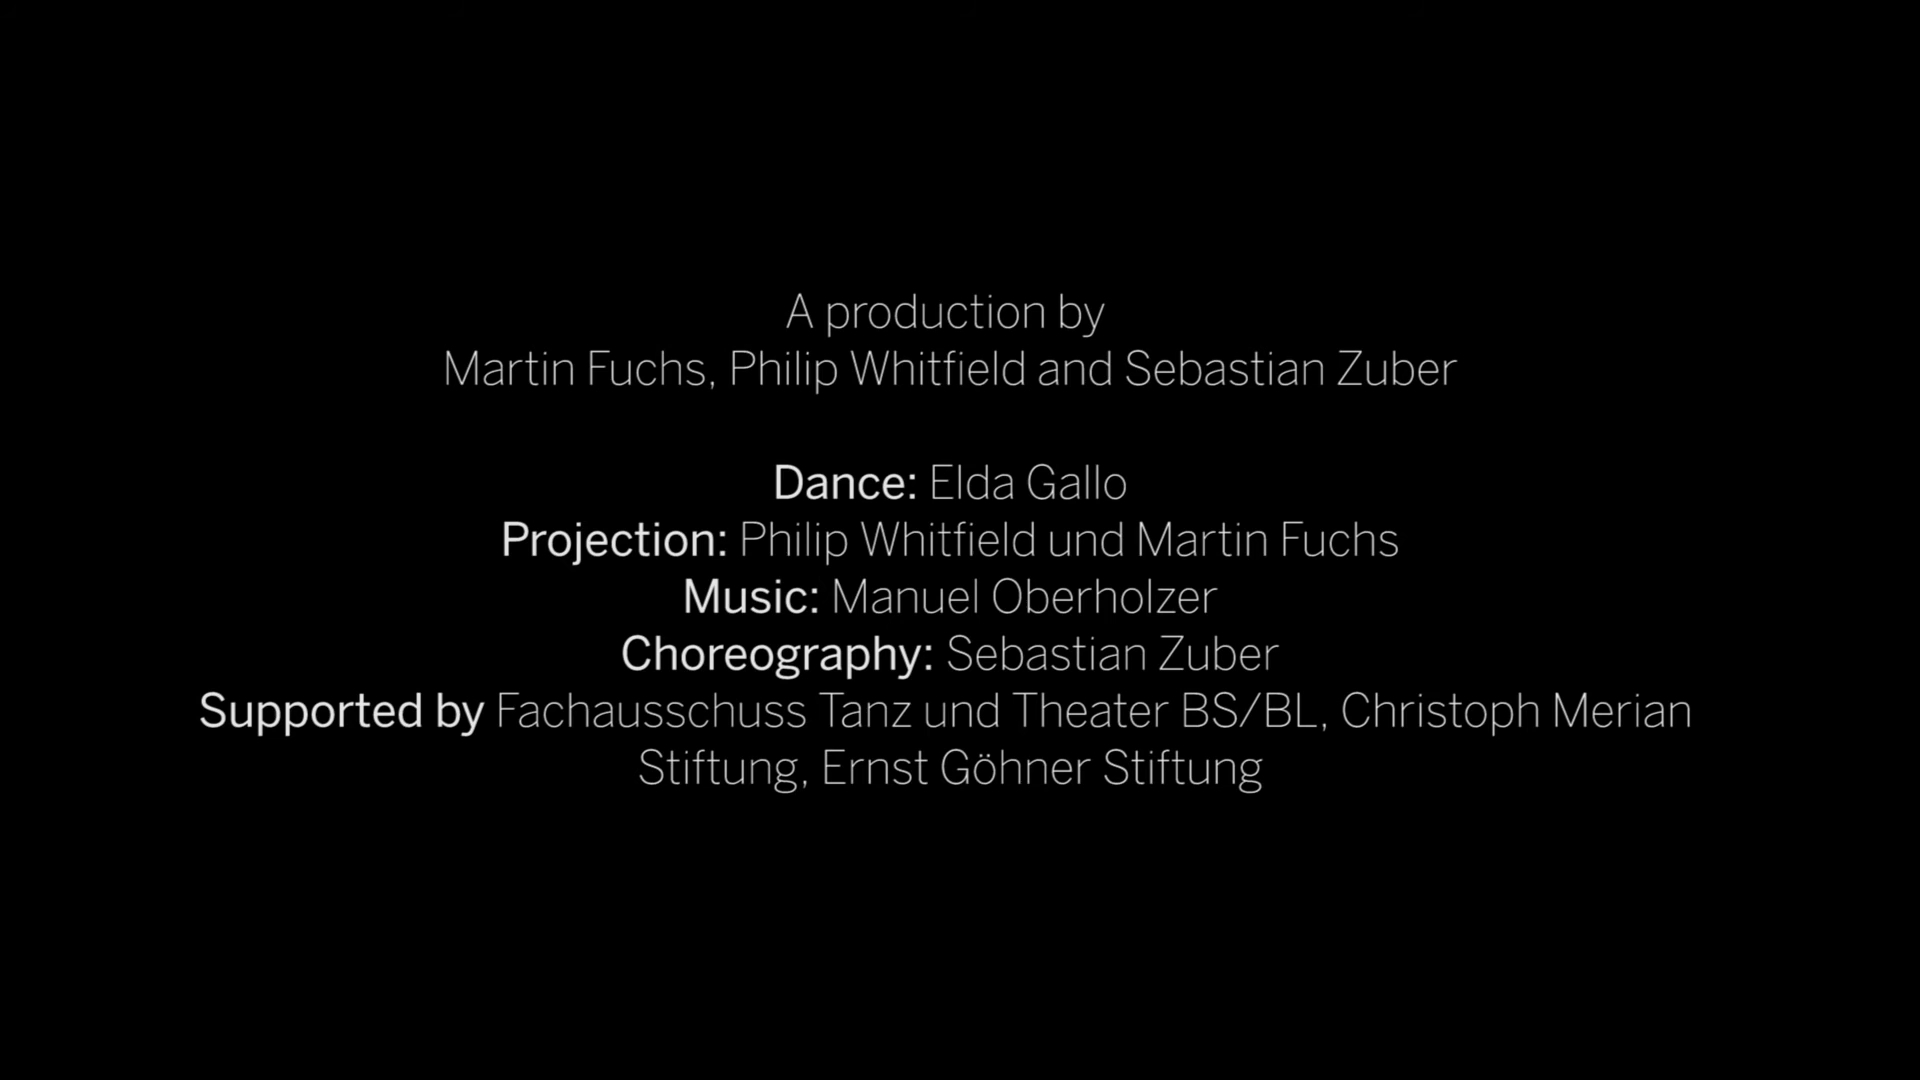 A production by
Martin Fuchs, Philip Whitfield and Sebastian Zuber
Dance: Elda Gallo
Projection: Philip Whitfield und Martin Fuchs
Music: Manuel Oberholzer
Choreography: Sebastian Zuber
Supported by Fachausschuss Tanz und Theater BS/BL, Christoph Merian
Stiftung, Ernst Göhner Stiftung